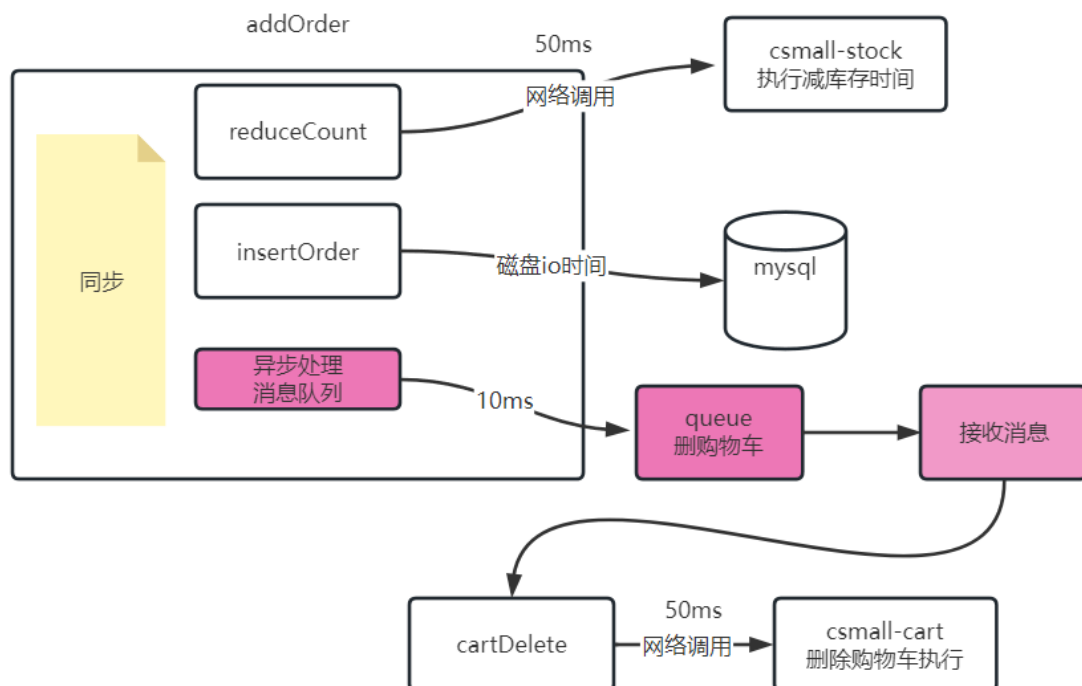 addOrder
50ms
网络调用
csmall-stock
执行减库存时间
reduceCount
同步
insertOrder
磁盘io时间
mysql
异步处理
消息队列
10ms
queue
删购物车
接收消息
cartDelete
50ms
网络调用
csmall-cart
删除购物车执行